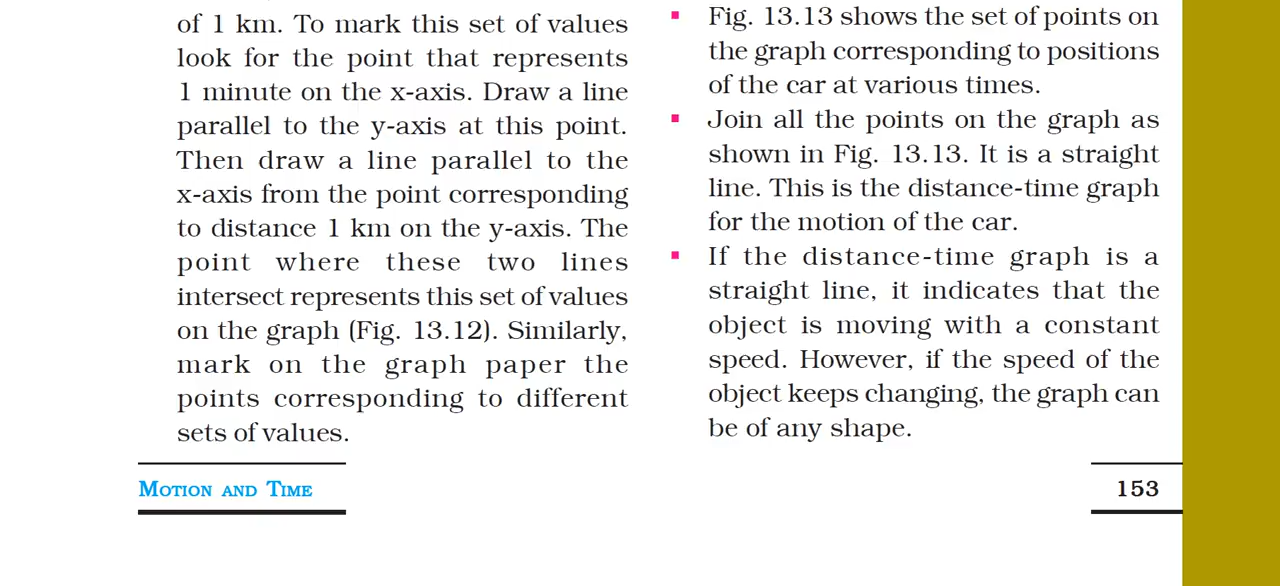 of 1 km. To mark this set of values
look for the point that represents
1 minute on the x-axis. Draw a line
parallel to the y-axis at this point.
Then draw a line parallel to the
x-axis from the point corresponding
to distance 1 km on the y-axis. The
point where these two lines
intersect represents this set of values
on the graph (Fig. 13.12). Similarly,
mark on the graph paper the
points corresponding to different
sets of values.
Fig. 13.13 shows the set of points on
the graph corresponding to positions
of the car at various times.
Join all the points on the graph as
shown in Fig. 13.13. It is a straight
line. This is the distance-time graph
for the motion of the car.
If the distance-time graph is a
straight line, it indicates that the
object is moving with a constant
speed. However, if the speed of the
object keeps changing, the graph can
be of any shape.
Motion and Time
153